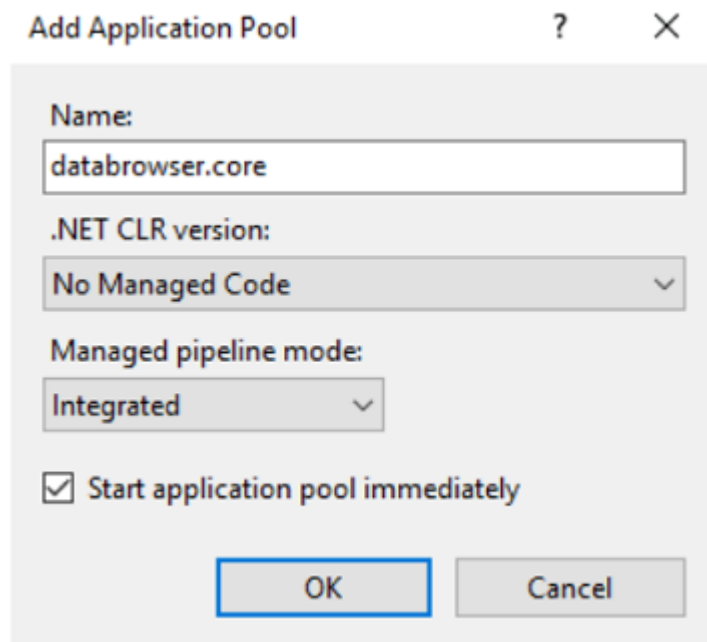 Add Application Pool ?
Name:
databrowser.core
.NET CLR version:
No Managed Code
Managed pipeline mode:
Integrated
Start application pool immediately
OK Cancel